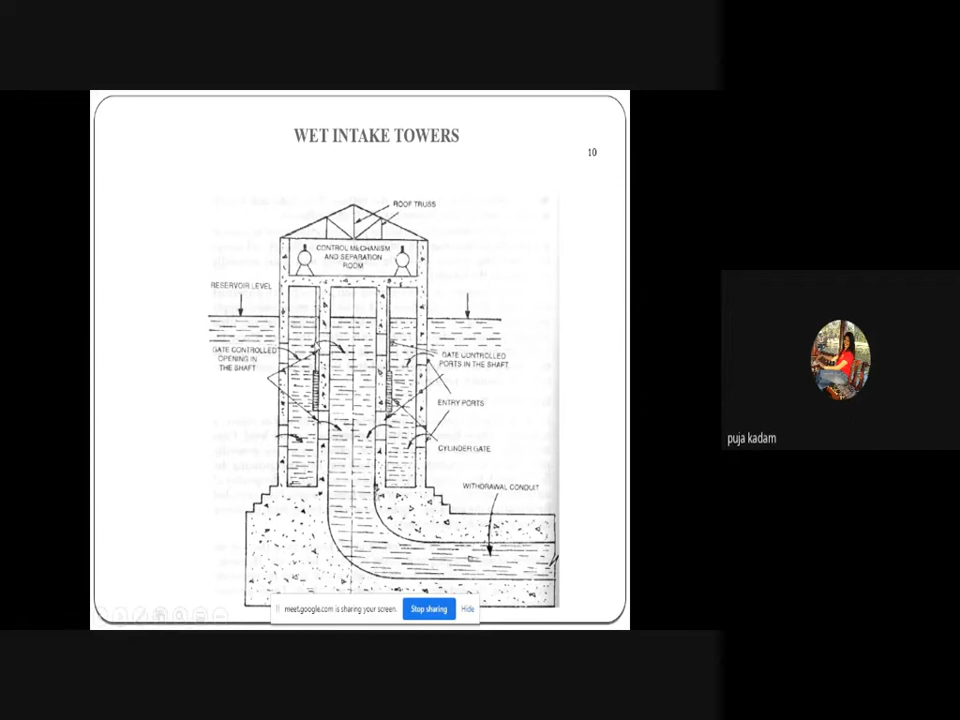 WET INTAKE TOWERS
10
ROOF TRUSS
CONTROL MECHANISM
AND SEPARATION
ROOM
RESERVOIR LEVEL
GATE CONTROLLED
OPENING IN
THE SHAFT
GATE CONTROLLED
PORTS IN THE SHAFT
ENTRY PORTS
CYLINDER GATE
WITHDRAWAL CONDUIT
puja kadam
meet.google.com is sharing your screen.
Stop sharing
Hide